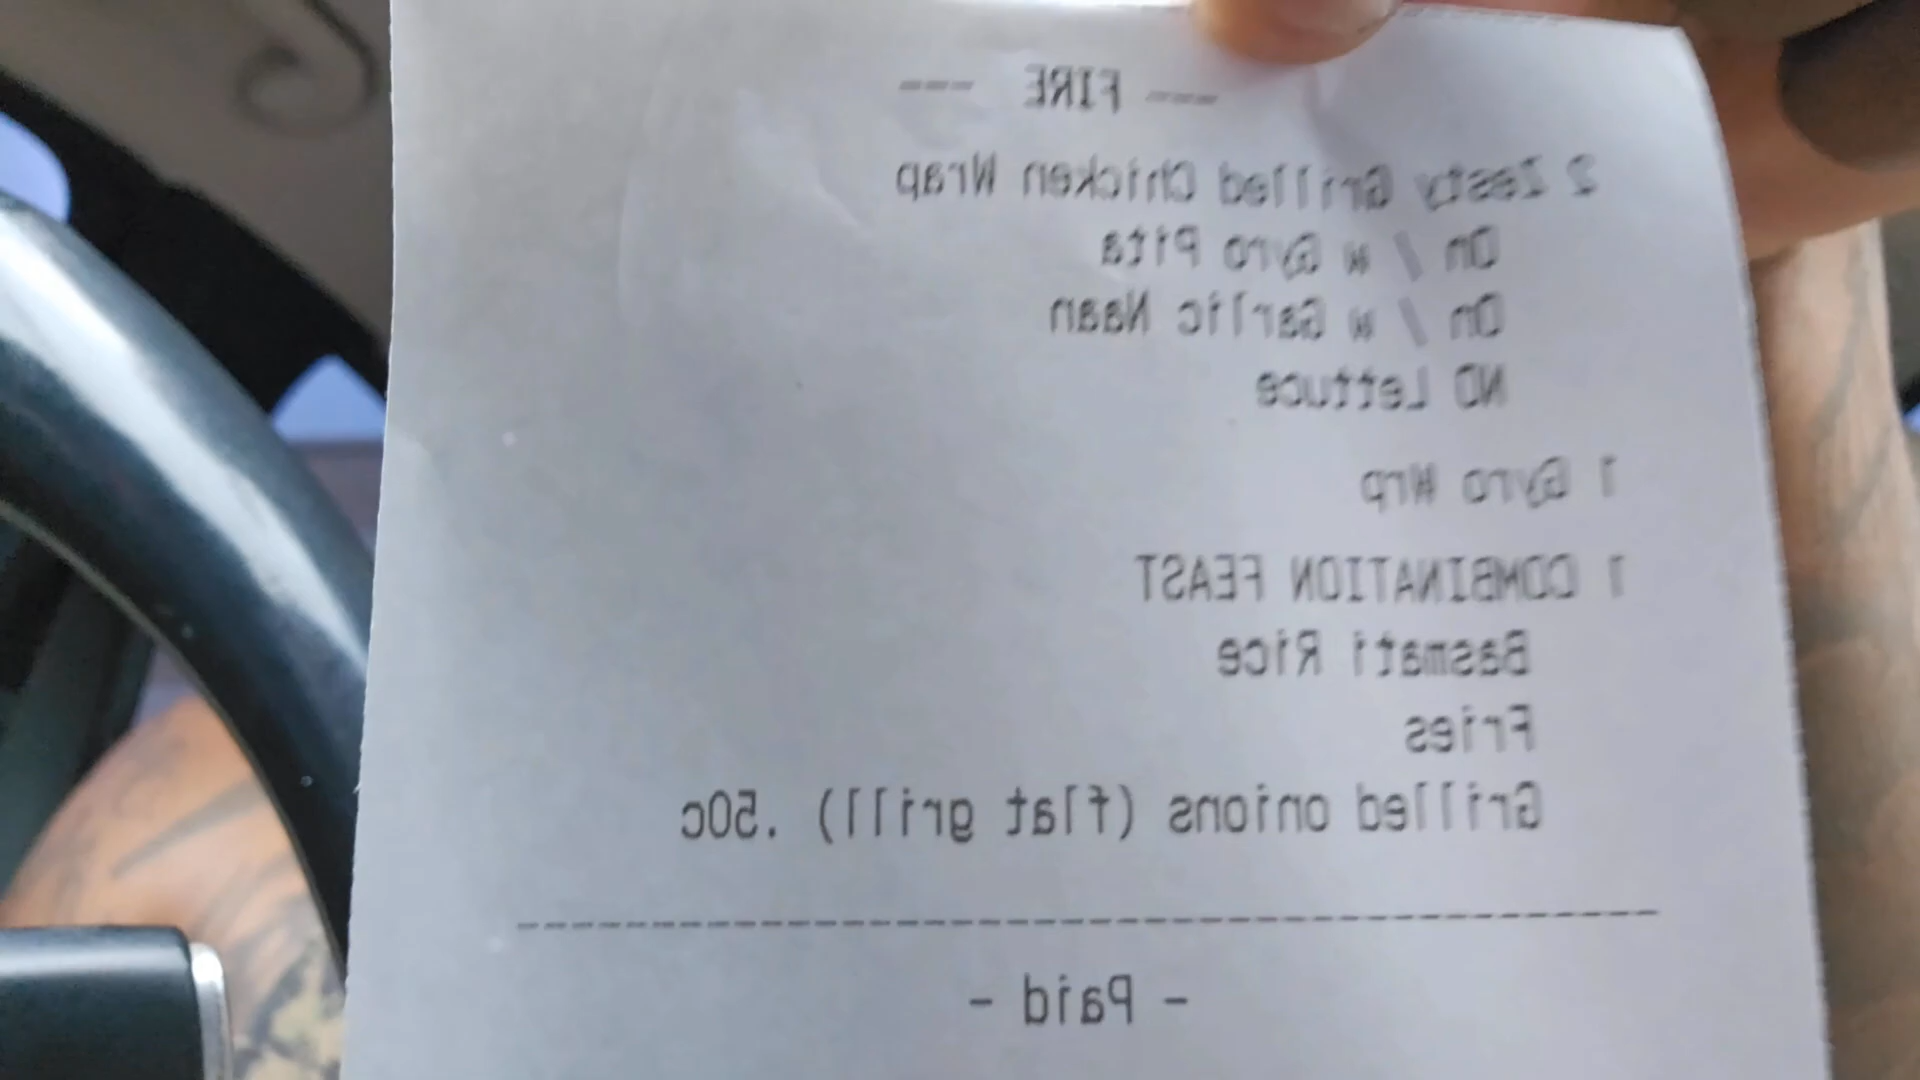 --- FIRE ---
2 Zesty Grilled Chicken Wrap
On / w Gyro Pita
On / w Garlic Naan
NO Lettuce
1 Gyro Wrp
1 COMBINATION FEAST
Basmati Rice
Fries
Grilled onions (flat grill) .50c
- Paid -